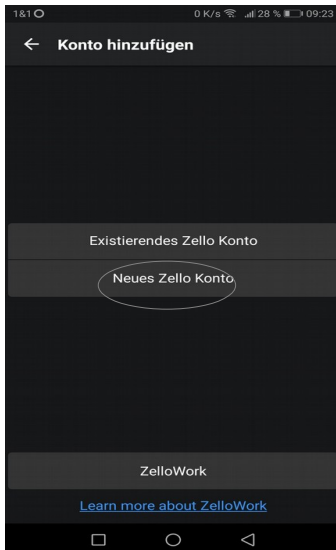 1&1 0 K/s 28 % 09:23
Konto hinzufügen
Existierendes Zello Konto
Neues Zello Konto
ZelloWork
Learn more about ZelloWork